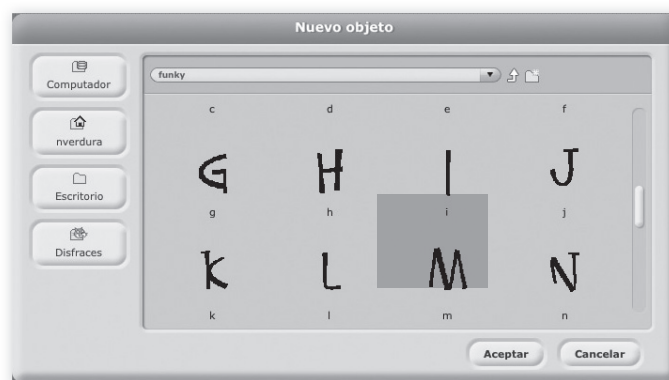 Nuevo objeto
Computador
nverdura
Escritorio
Disfraces
funky
c d e f
G H I J
g h i j
K L M N
k l m n
Aceptar Cancelar